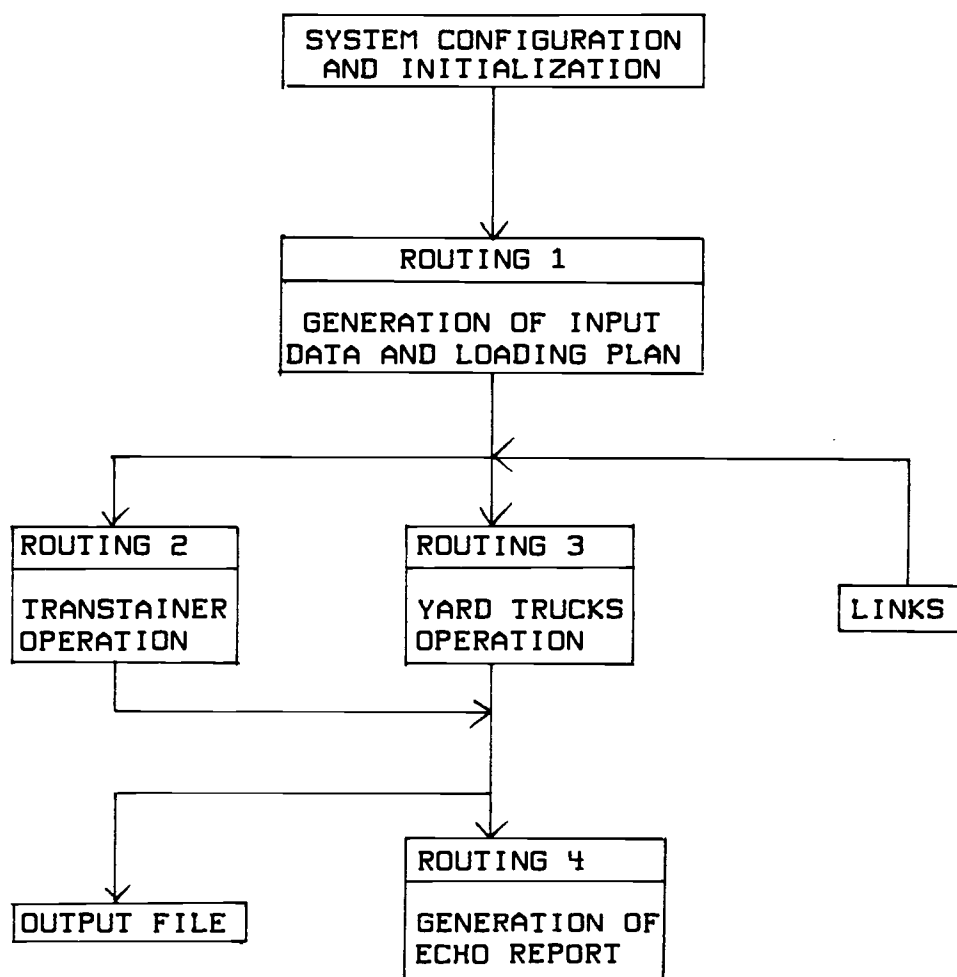 SYSTEM CONFIGURATION
AND INITIALIZATION
ROUTING 1
GENERATION OF INPUT
DATA AND LOADING PLAN
ROUTING 2
TRANSTAINER
OPERATION
ROUTING 3
YARD TRUCKS
OPERATION
LINKS
OUTPUT FILE
ROUTING 4
GENERATION OF
ECHO REPORT